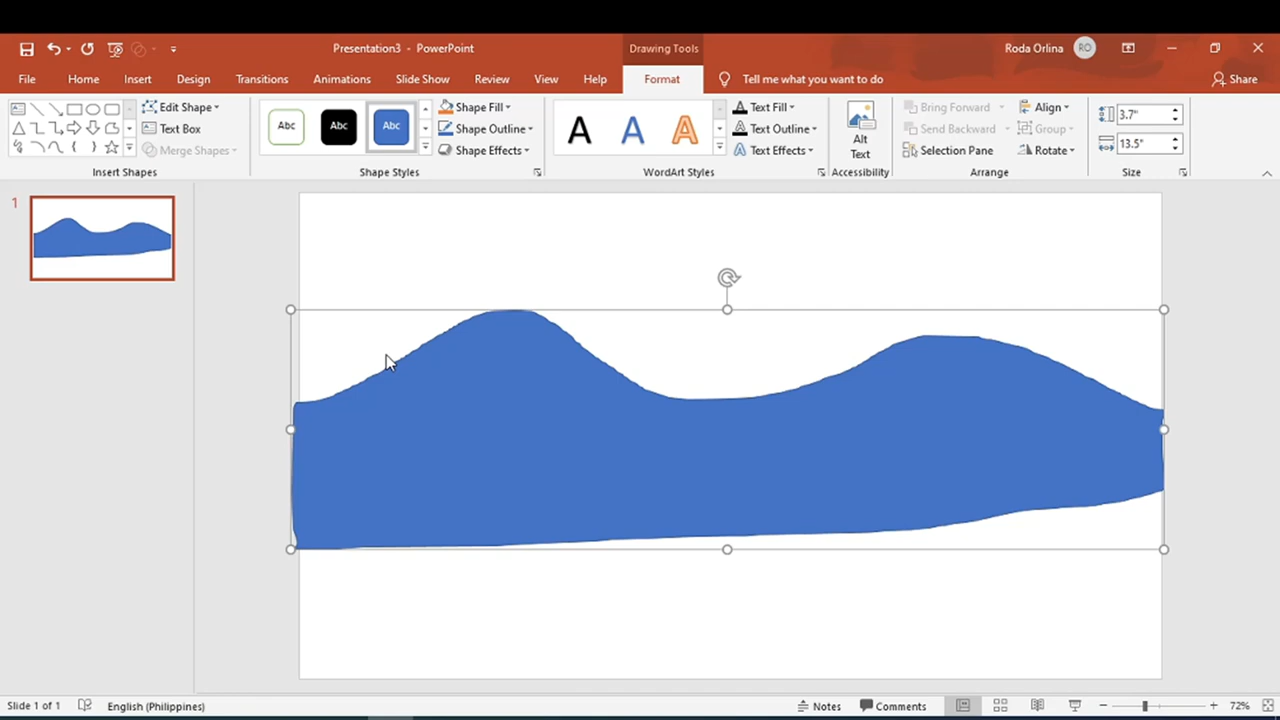 Presentation3 - PowerPoint
Drawing Tools
Roda Orlina
RO
File Home Insert Design Transitions Animations Slide Show Review View Help Format Tell me what you want to do Share
Edit Shape
Text Box
Merge Shapes
Insert Shapes
Abc Abc Abc
Shape Fill
Shape Outline
Shape Effects
Shape Styles
A A A
Text Fill
Text Outline
Text Effects
WordArt Styles
Alt
Text
Accessibility
Bring Forward
Send Backward
Selection Pane
Align
Group
Rotate
Arrange
3.7"
13.5"
Size
1
Slide 1 of 1
English (Philippines)
Notes
Comments
72%